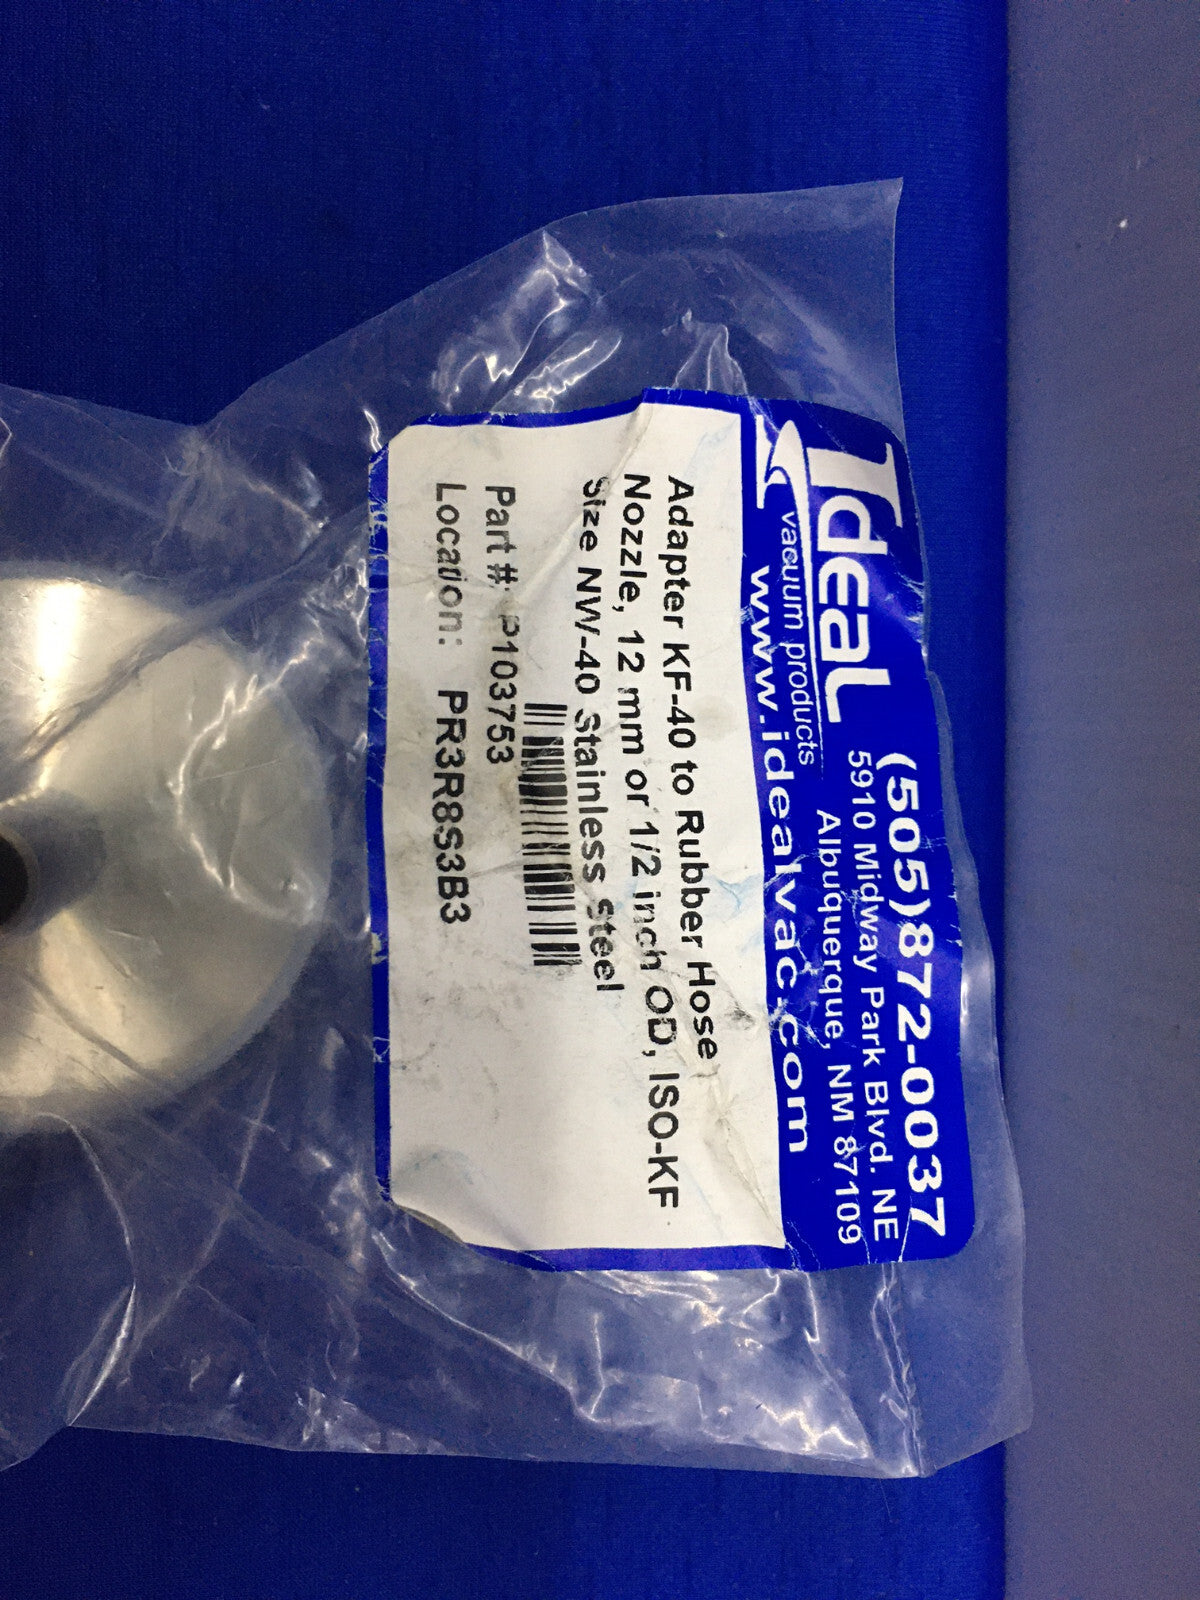 Ideal
vacuum products
(505)872-0037
5910 Midway Park Blvd. NE
Albuquerque, NM 87109
www.idealvac.com
Adapter KF-40 to Rubber Hose
Nozzle, 12 mm or 1/2 inch OD, ISO-KF
Size NW-40 Stainless Steel
Part #: P103753
Location: PR3R8S3B3